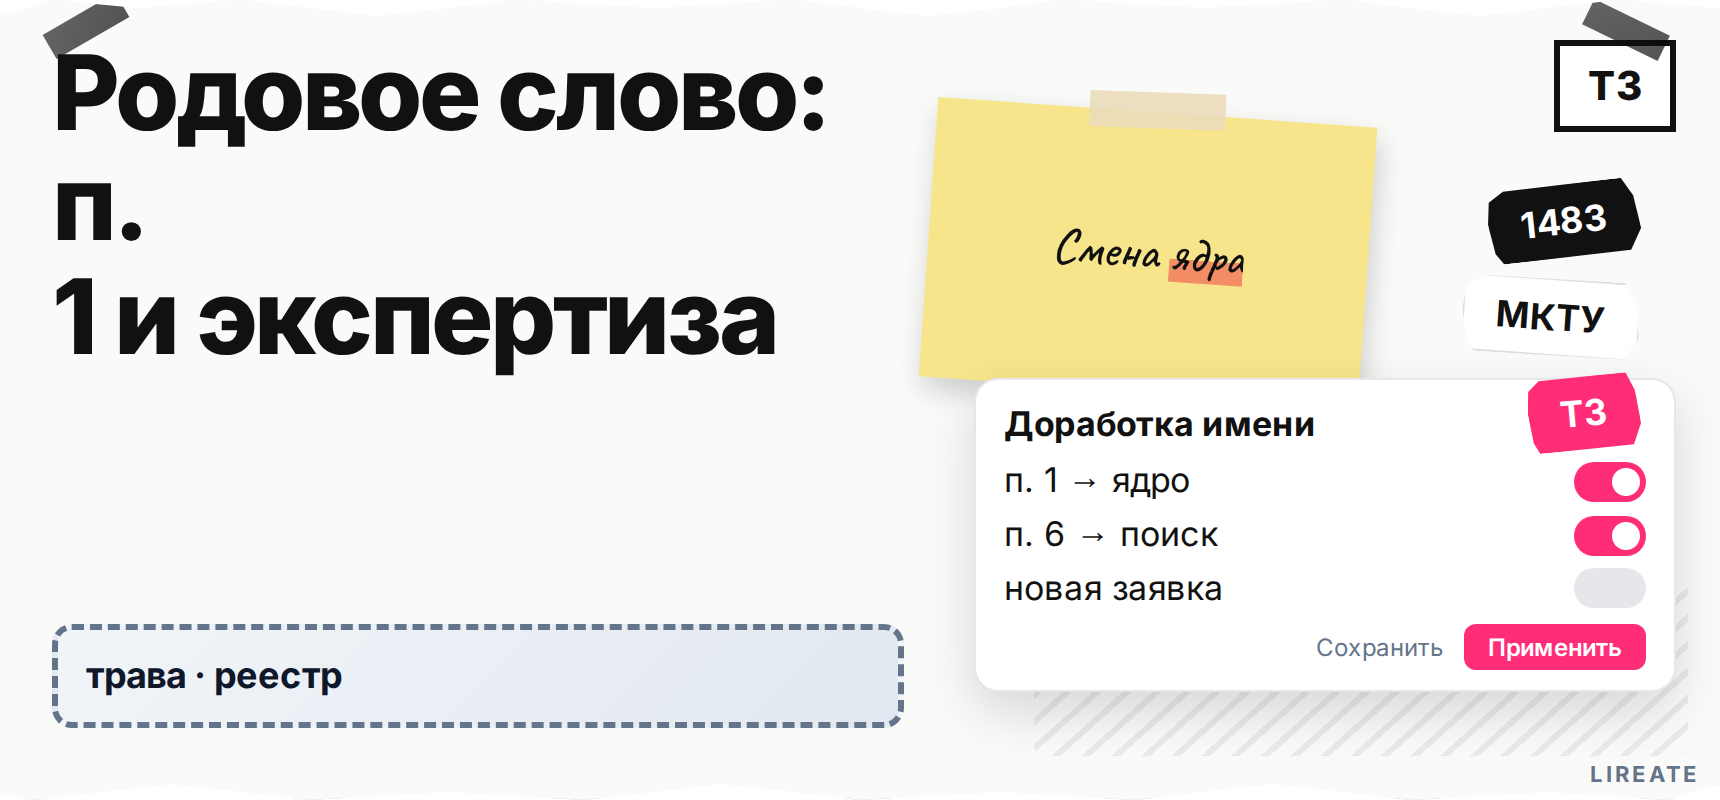 Родовое слово:
п.
1 и экспертиза
ТЗ
Смена ядра
1483
МКТУ
ТЗ
Доработка имени
п. 1 → ядро
п. 6 → поиск
новая заявка
Сохранить
Применить
трава · реестр
LIREATE